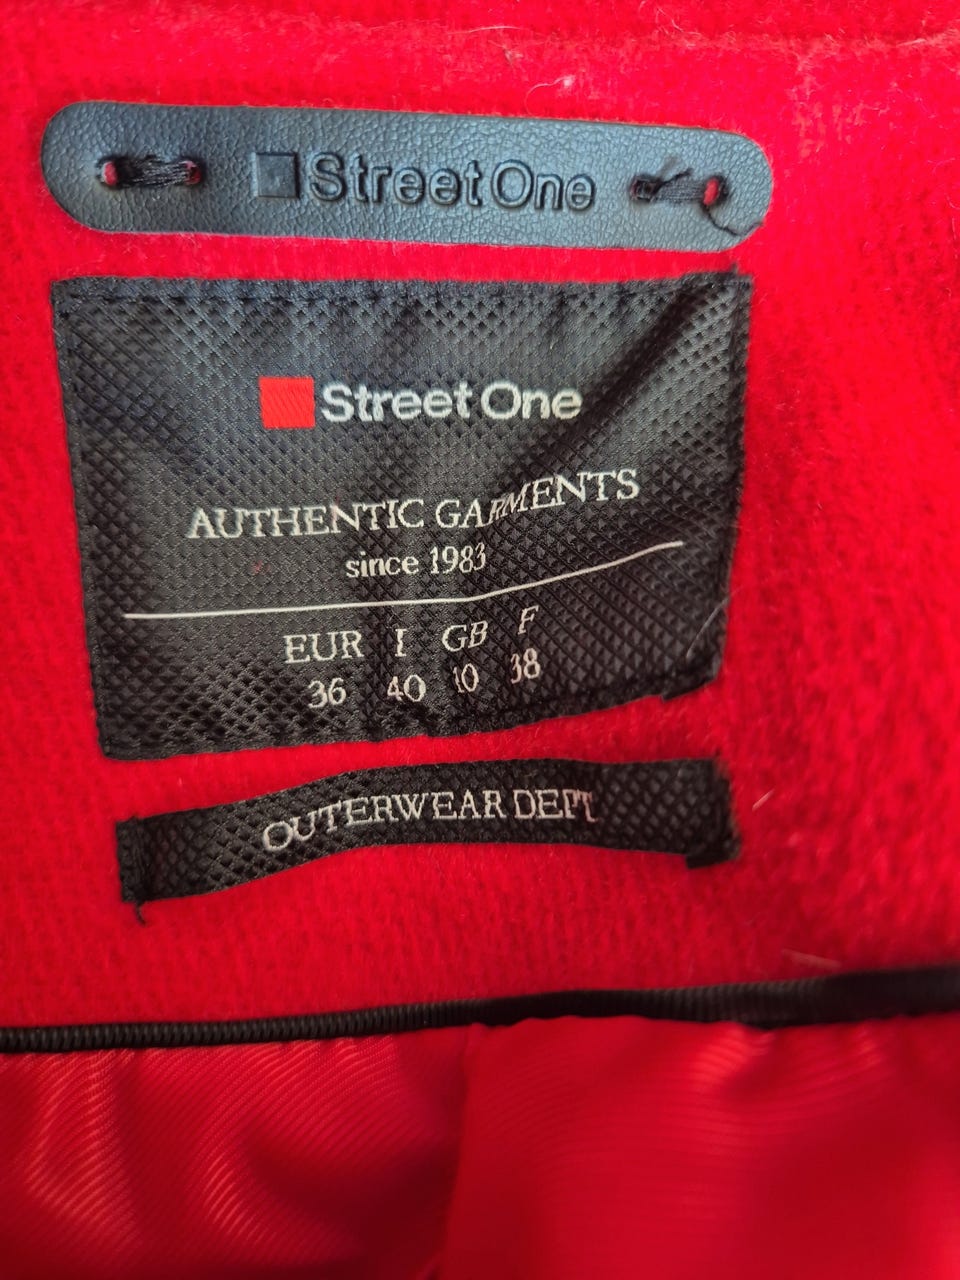 Street One
Street One
AUTHENTIC GARMENTS
since 1983
EUR I GB F
36 40 10 38
OUTERWEAR DEPT